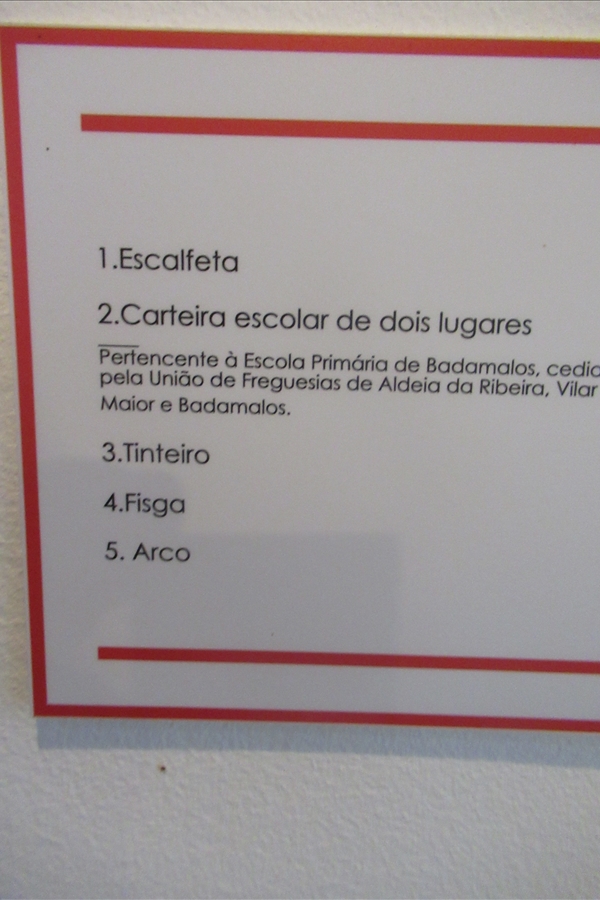 1.Escalfeta
2.Carteira escolar de dois lugares
Pertencente à Escola Primária de Badamalos,
pela União de Freguesias de Aldeia da Ribeira, Vilar
Maior e Badamalos.
3.Tinteiro
4.Fisga
5. Arco